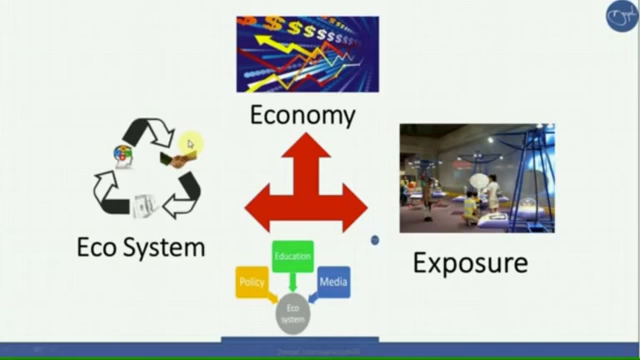 Economy
Eco System
Exposure
Education
Policy
Media
Eco
system